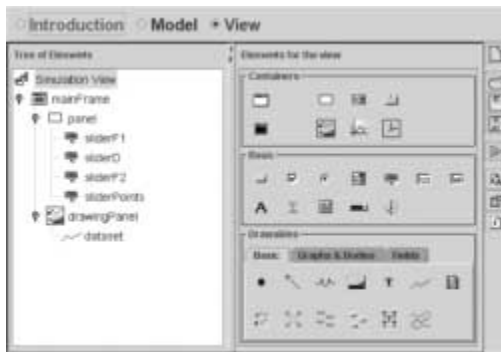 Introduction Model View
Tree of Elements
Simulation View
mainFrame
panel
sliderF1
sliderD
sliderF2
sliderPoints
drawingPanel
dataset
Elements for the view
Containers
Basic
A
Drawables
Basic Graphs & Bodies Fields
T